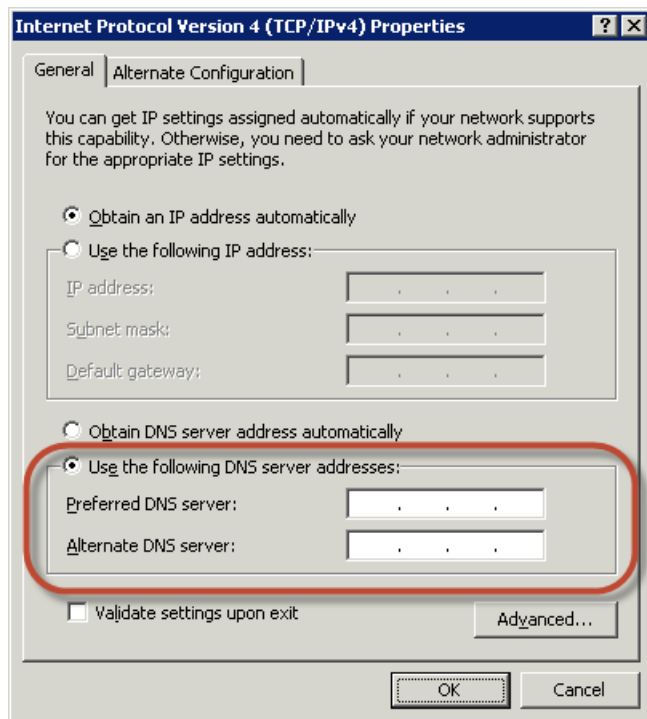 Internet Protocol Version 4 (TCP/IPv4) Properties
General
Alternate Configuration
You can get IP settings assigned automatically if your network supports
this capability. Otherwise, you need to ask your network administrator
for the appropriate IP settings.
Obtain an IP address automatically
Use the following IP address:
IP address:
Subnet mask:
Default gateway:
Obtain DNS server address automatically
Use the following DNS server addresses:
Preferred DNS server:
Alternate DNS server:
Validate settings upon exit
Advanced...
OK
Cancel